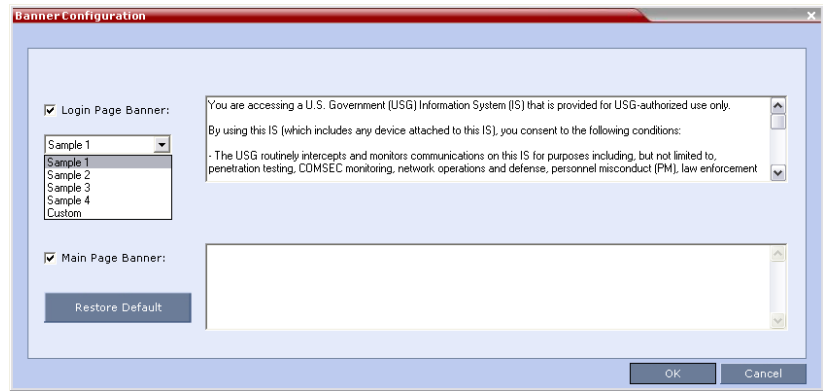 Banner Configuration
Login Page Banner:
You are accessing a U.S. Government (USG) Information System (IS) that is provided for USG-authorized use only.
By using this IS (which includes any device attached to this IS), you consent to the following conditions:
- The USG routinely intercepts and monitors communications on this IS for purposes including, but not limited to,
penetration testing, COMSEC monitoring, network operations and defense, personnel misconduct (PM), law enforcement
Sample 1
Sample 1
Sample 2
Sample 3
Sample 4
Custom
Main Page Banner:
Restore Default
OK
Cancel